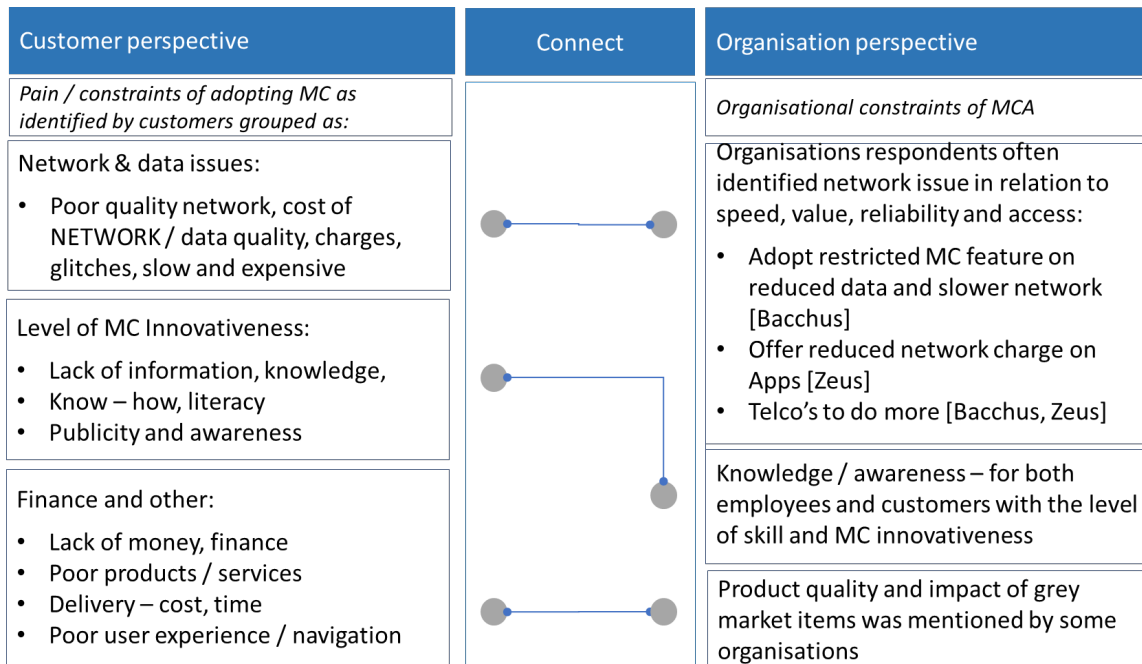 Customer perspective
Connect
Organisation perspective
Pain / constraints of adopting MC as
identified by customers grouped as:
Organisational constraints of MCA
Network & data issues:
• Poor quality network, cost of
NETWORK / data quality, charges,
glitches, slow and expensive
Level of MC Innovativeness:
• Lack of information, knowledge,
• Know – how, literacy
• Publicity and awareness
Finance and other:
• Lack of money, finance
• Poor products / services
• Delivery – cost, time
• Poor user experience / navigation
Organisations respondents often
identified network issue in relation to
speed, value, reliability and access:
• Adopt restricted MC feature on
reduced data and slower network
[Bacchus]
• Offer reduced network charge on
Apps [Zeus]
• Telco's to do more [Bacchus, Zeus]
Knowledge / awareness – for both
employees and customers with the level
of skill and MC innovativeness
Product quality and impact of grey
market items was mentioned by some
organisations